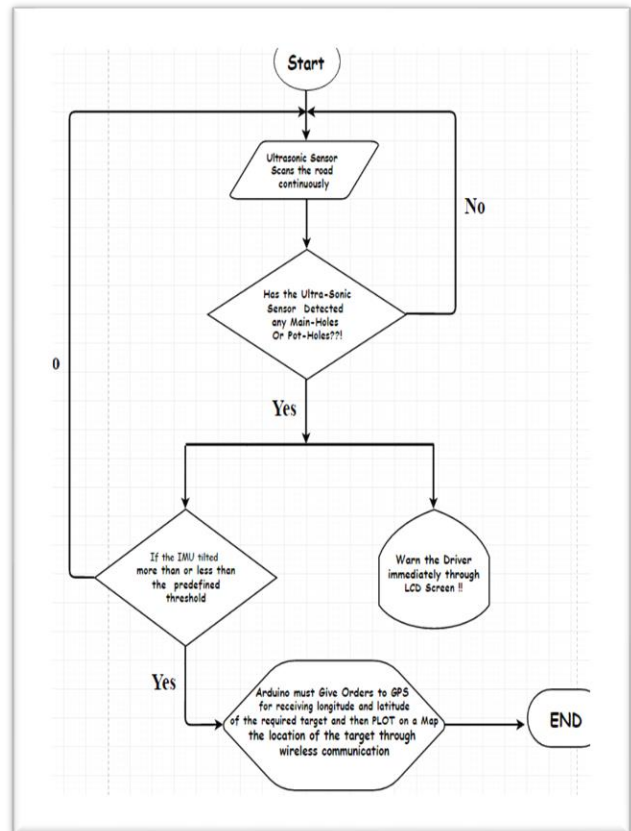 Start
Ultrasonic Sensor
Scans the road
continuously
No
Has the Ultra-Sonic
Sensor Detected
any Main-Holes
Or Pot-Holes??!
o
Yes
If the IMU tilted
more than or less than
the predefined
threshold
Warn the Driver
immediately through
LCD Screen !!
Yes
Arduino must Give Orders to GPS
for receiving longitude and latitude
of the required target and then PLOT on a Map
the location of the target through
wireless communication
END